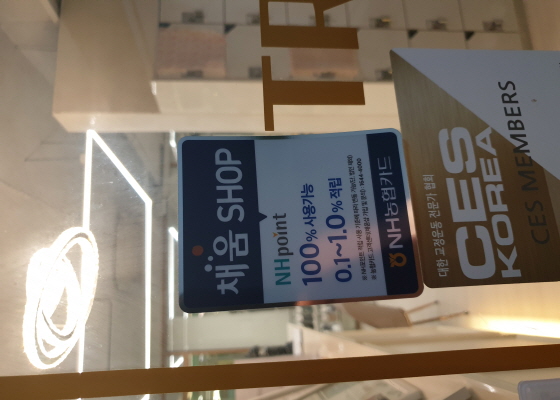 TH
채움 SHOP
NHpoint
100% 사용가능
0.1~1.0% 적립
NH농협카드
대한 교정운동 전문가 협회
CES
KOREA
CES MEMBERS